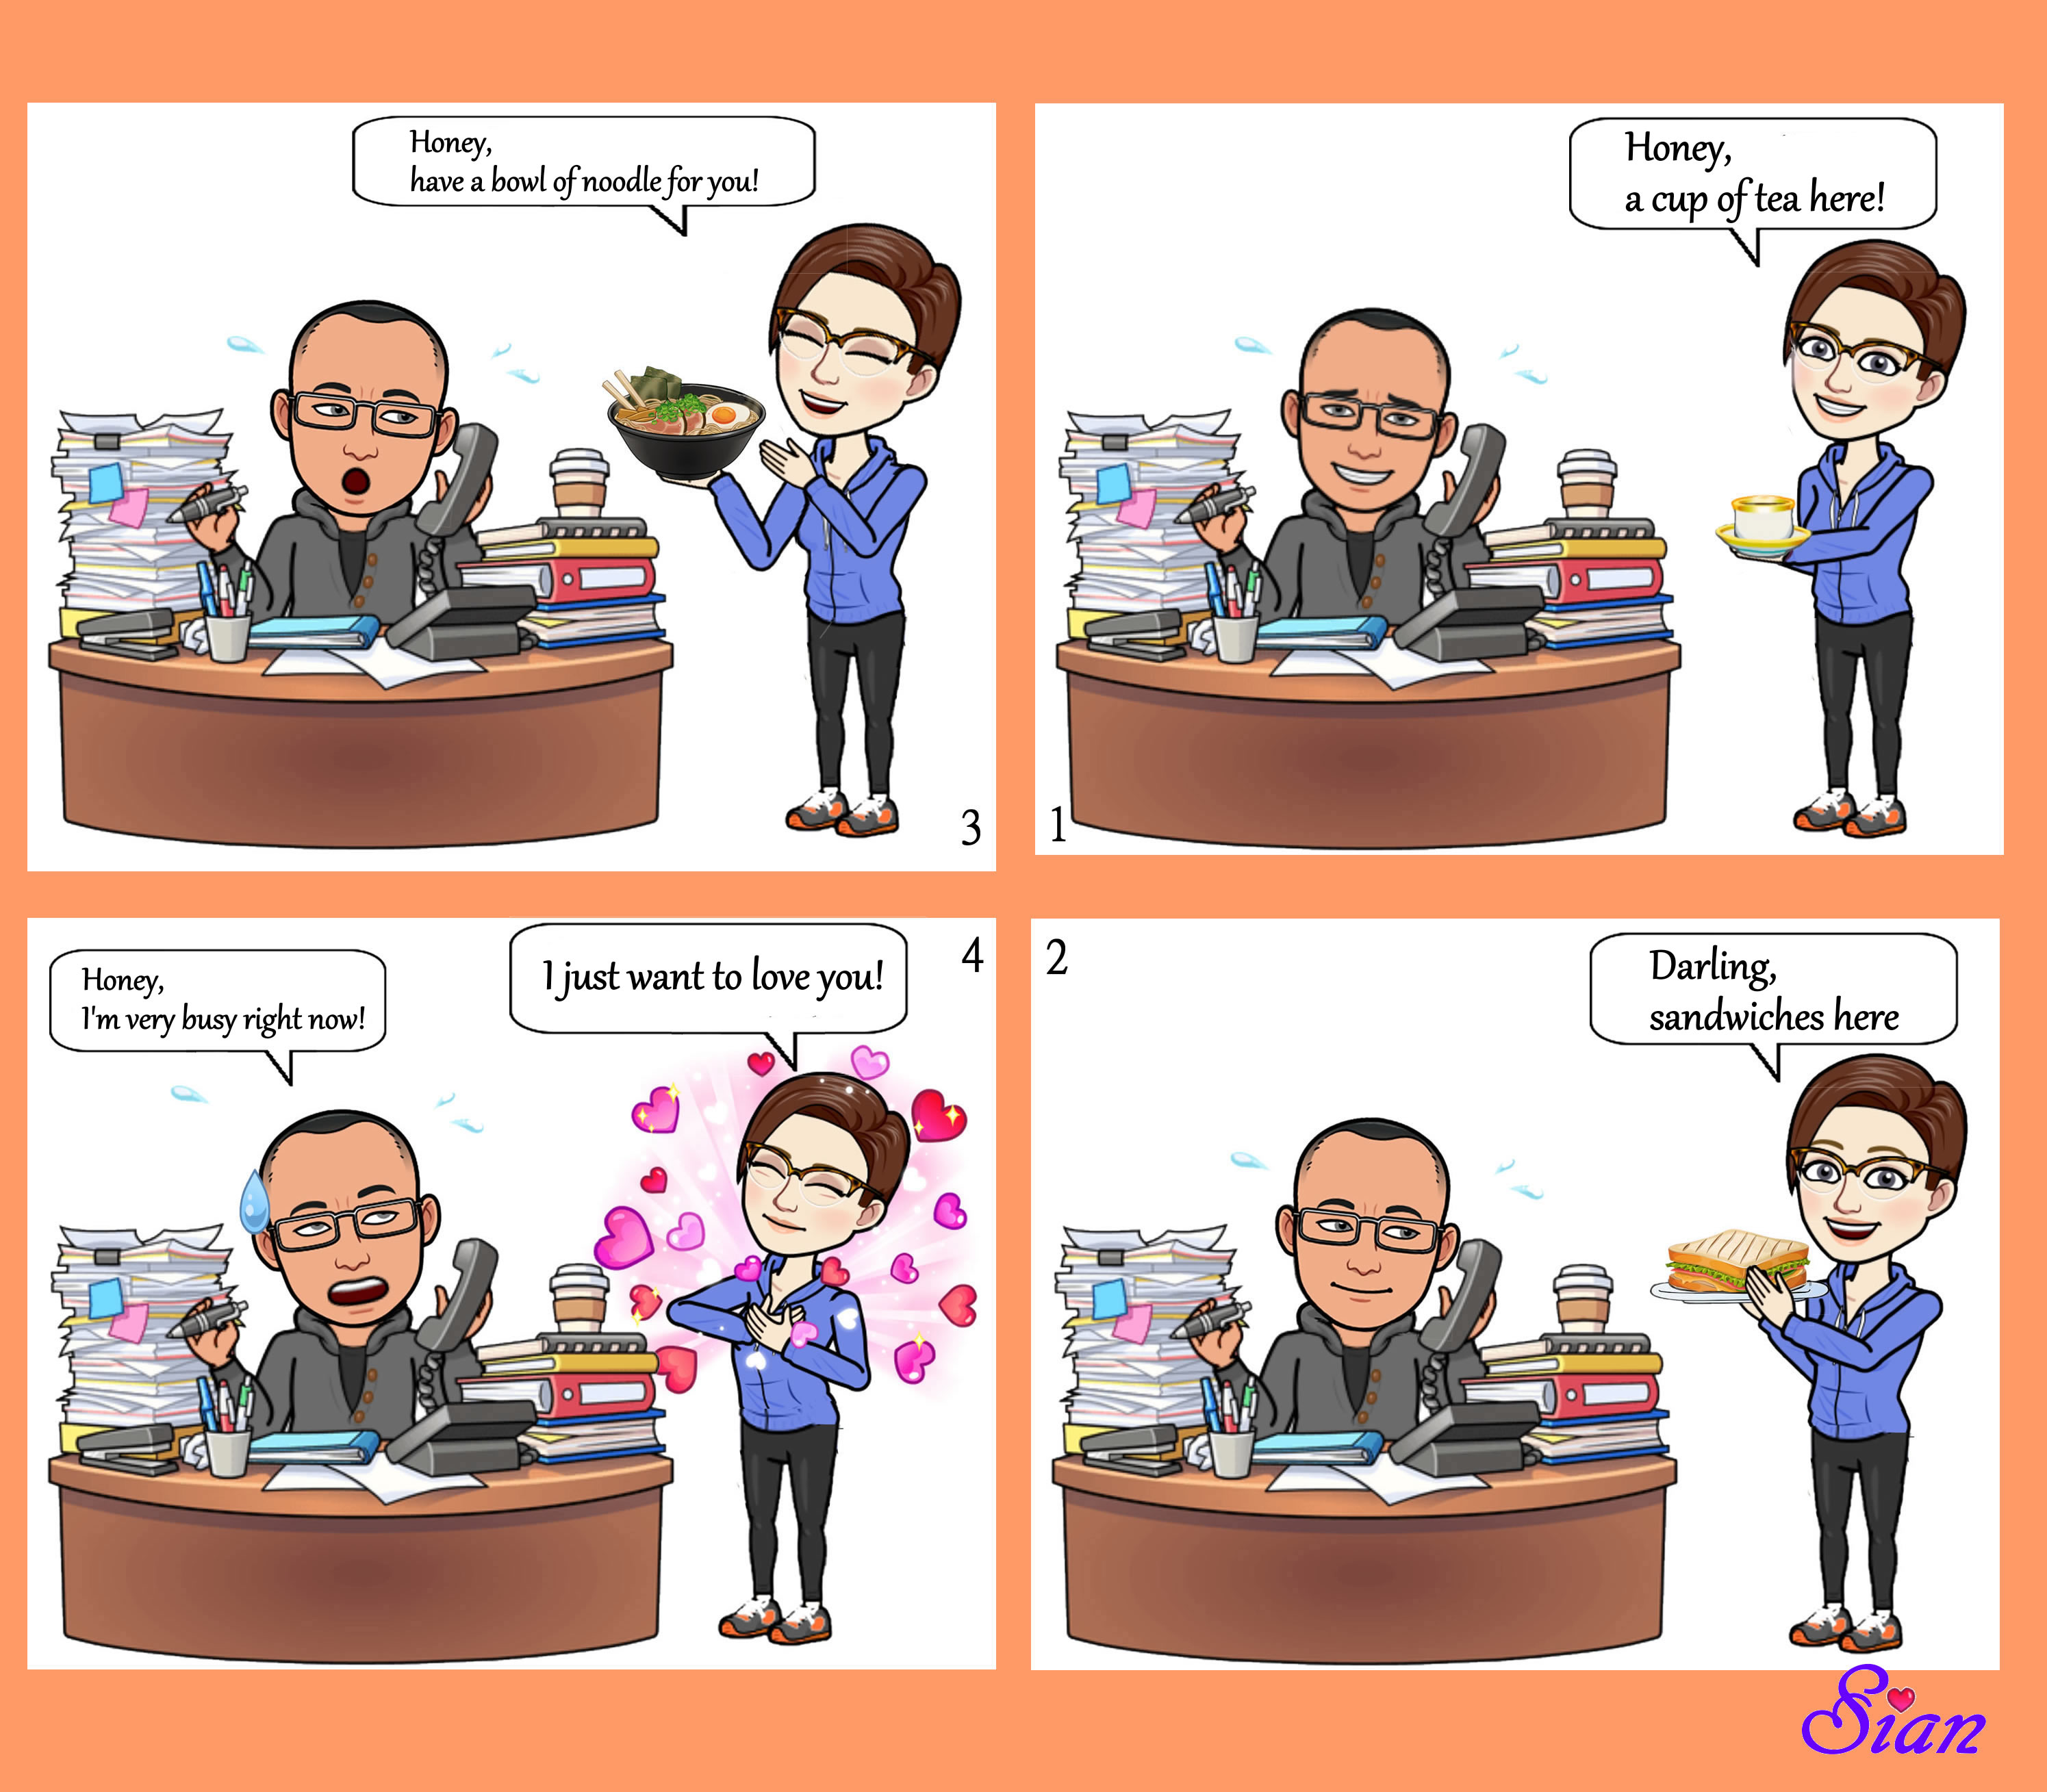 Honey,
a cup of tea here!
1
2
Darling,
sandwiches here
Honey,
have a bowl of noodle for you!
3
4
Honey,
I'm very busy right now!
I just want to love you!
Sian